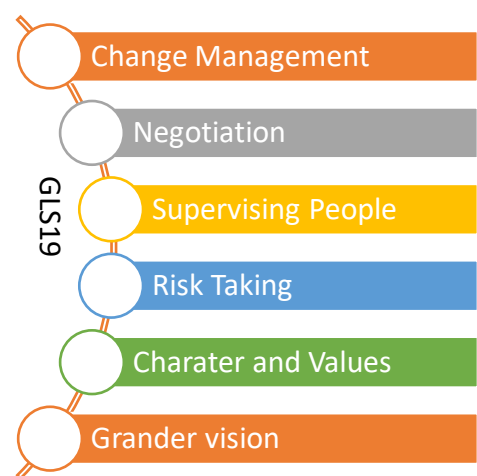 Change Management
Negotiation
GLS19
Supervising People
Risk Taking
Charater and Values
Grander vision